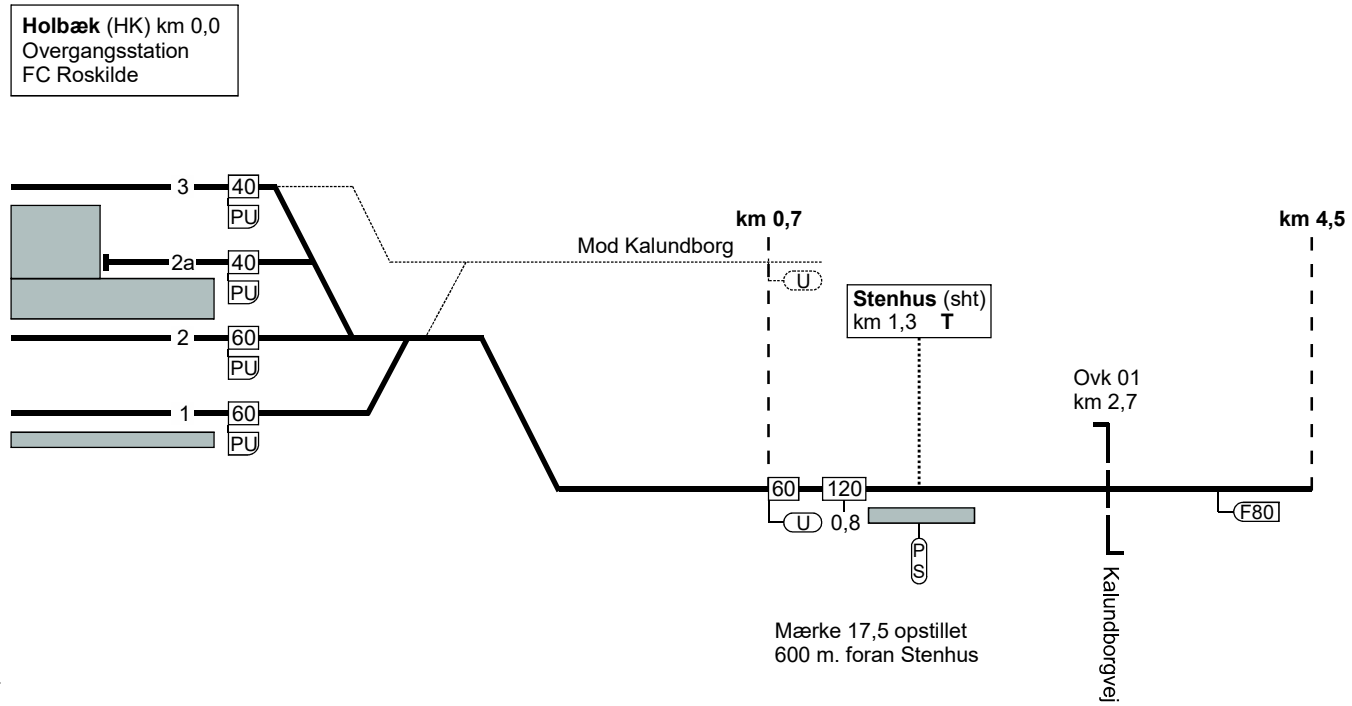 Holbæk (HK) km 0,0
Overgangsstation
FC Roskilde
3
40
PU
km 0,7
km 4,5
Mod Kalundborg
2a
40
PU
U
Stenhus (sht)
km 1,3 T
2
60
PU
Ovk 01
km 2,7
1
60
PU
60
120
U
0,8
F80
PS
Kalundborgvej
Mærke 17,5 opstillet
600 m. foran Stenhus